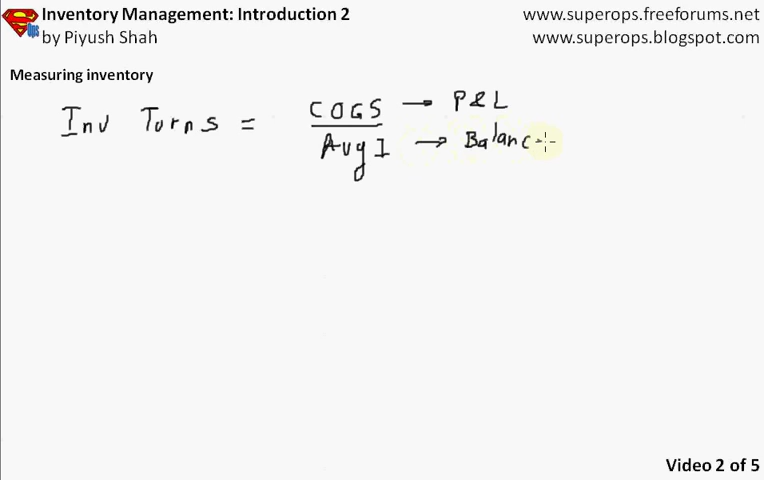 Inventory Management: Introduction 2
by Piyush Shah
www.superops.freeforums.net
www.superops.blogspot.com
Measuring inventory
Inv Turns = COGS → P&L
Avg I → Balanc
Video 2 of 5